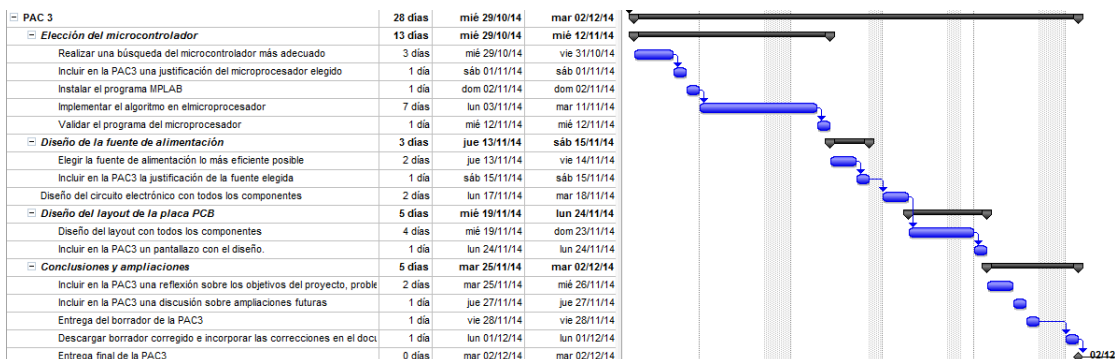 PAC 3 28 días mié 29/10/14 mar 02/12/14
Elección del microcontrolador 13 días mié 29/10/14 mié 12/11/14
Realizar una búsqueda del microcontrolador más adecuado 3 días mié 29/10/14 vie 31/10/14
Incluir en la PAC3 una justificación del microprocesador elegido 1 día sáb 01/11/14 sáb 01/11/14
Instalar el programa MPLAB 1 día dom 02/11/14 dom 02/11/14
Implementar el algoritmo en elmicroprocesador 7 días lun 03/11/14 mar 11/11/14
Validar el programa del microprocesador 1 día mié 12/11/14 mié 12/11/14
Diseño de la fuente de alimentación 3 días jue 13/11/14 sáb 15/11/14
Elegir la fuente de alimentación lo más eficiente posible 2 días jue 13/11/14 vie 14/11/14
Incluir en la PAC3 la justificación de la fuente elegida 1 día sáb 15/11/14 sáb 15/11/14
Diseño del circuito electrónico con todos los componentes 2 días lun 17/11/14 mar 18/11/14
Diseño del layout de la placa PCB 5 días mié 19/11/14 lun 24/11/14
Diseño del layout con todos los componentes 4 días mié 19/11/14 dom 23/11/14
Incluir en la PAC3 un pantallazo con el diseño. 1 día lun 24/11/14 lun 24/11/14
Conclusiones y ampliaciones 5 días mar 25/11/14 mar 02/12/14
Incluir en la PAC3 una reflexión sobre los objetivos del proyecto, proble 2 días mar 25/11/14 mié 26/11/14
Incluir en la PAC3 una discusión sobre ampliaciones futuras 1 día jue 27/11/14 jue 27/11/14
Entrega del borrador de la PAC3 1 día vie 28/11/14 vie 28/11/14
Descargar borrador corregido e incorporar las correcciones en el docu 1 día lun 01/12/14 lun 01/12/14
Entrega final de la PAC3 0 días mar 02/12/14 mar 02/12/14 02/12